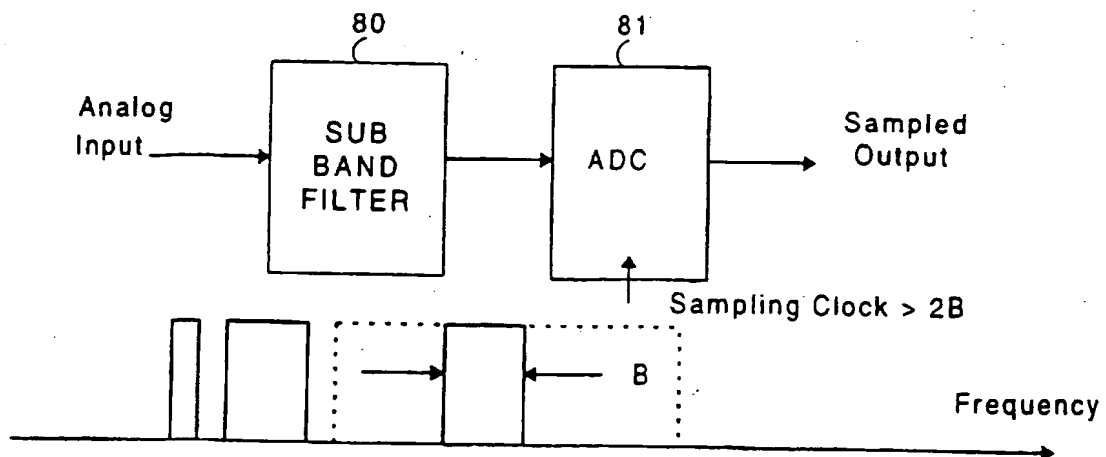 80
81
Analog
Input
SUB
BAND
FILTER
ADC
Sampled
Output
Sampling Clock > 2B
B
Frequency